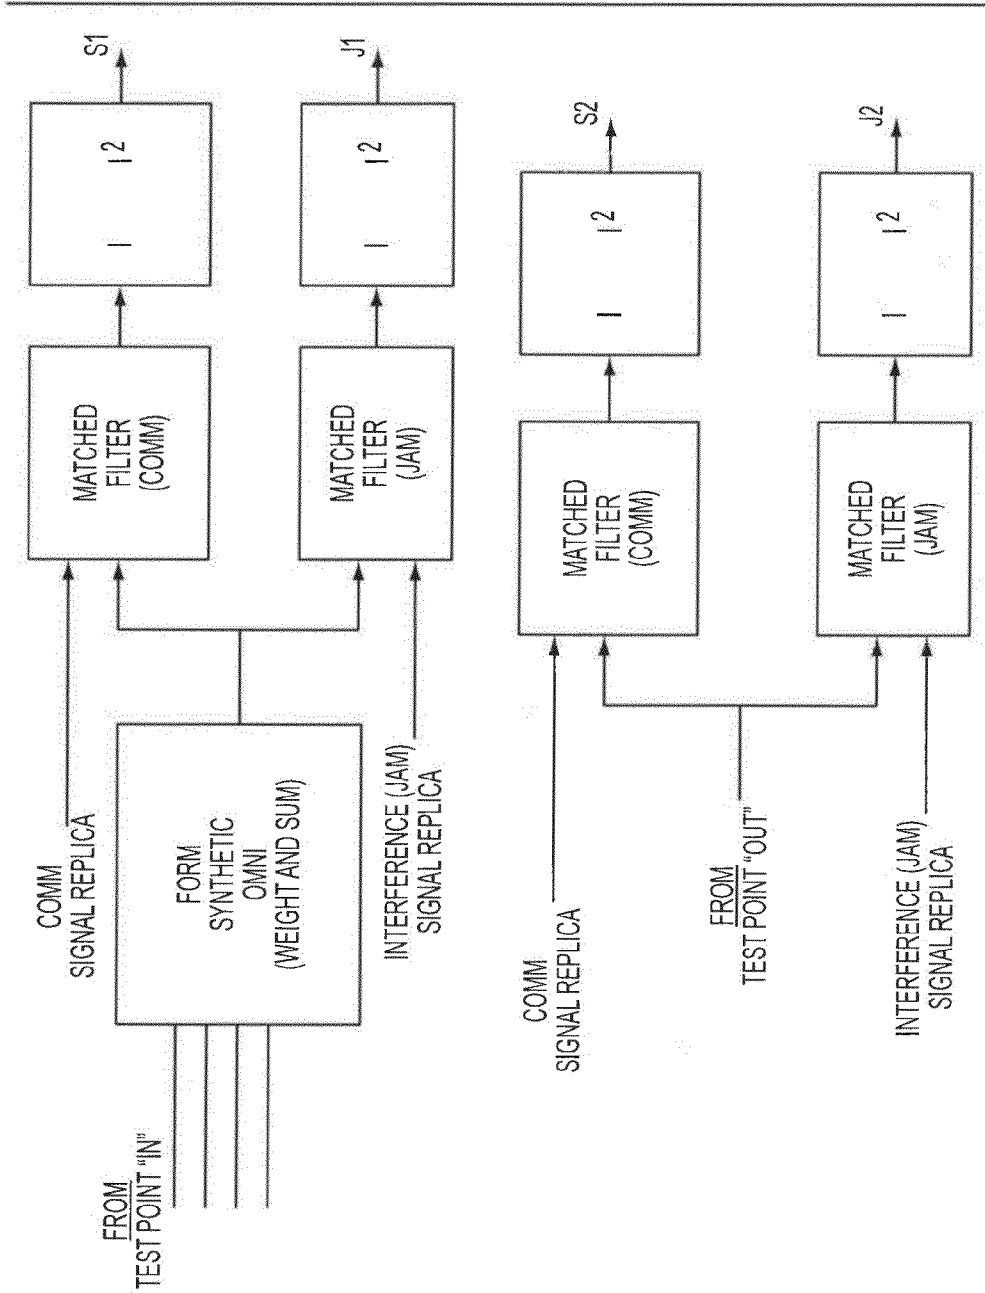 FROM
TEST POINT "IN"
COMM
SIGNAL REPLICA
FORM
SYNTHETIC
OMNI
(WEIGHT AND SUM)
INTERFERENCE (JAM)
SIGNAL REPLICA
MATCHED
FILTER
(COMM)
| |2
S1
MATCHED
FILTER
(JAM)
| |2
J1
COMM
SIGNAL REPLICA
FROM
TEST POINT "OUT"
INTERFERENCE (JAM)
SIGNAL REPLICA
MATCHED
FILTER
(COMM)
| |2
S2
MATCHED
FILTER
(JAM)
| |2
J2